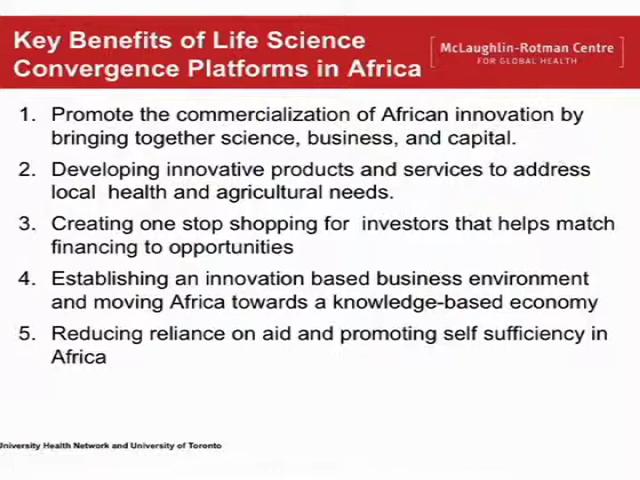 Key Benefits of Life Science
Convergence Platforms in Africa
McLaughlin-Rotman Centre
FOR GLOBAL HEALTH
1. Promote the commercialization of African innovation by
bringing together science, business, and capital.
2. Developing innovative products and services to address
local health and agricultural needs.
3. Creating one stop shopping for investors that helps match
financing to opportunities
4. Establishing an innovation based business environment
and moving Africa towards a knowledge-based economy
5. Reducing reliance on aid and promoting self sufficiency in
Africa
University Health Network and University of Toronto